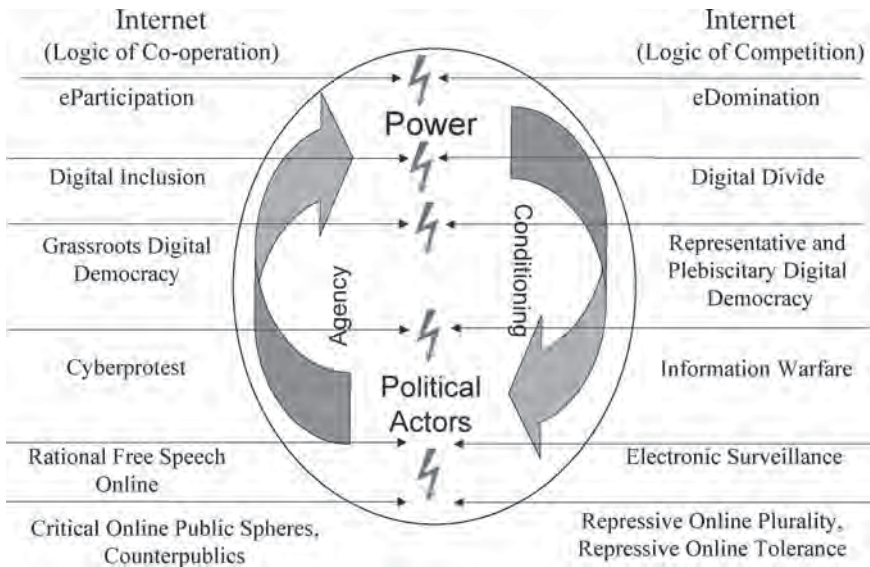 Internet
(Logic of Co-operation)
eParticipation
Digital Inclusion
Grassroots Digital
Democracy
Cyberprotest
Rational Free Speech
Online
Critical Online Public Spheres,
Counterpublics
Power
Agency
Conditioning
Political
Actors
Internet
(Logic of Competition)
eDomination
Digital Divide
Representative and
Plebiscitary Digital
Democracy
Information Warfare
Electronic Surveillance
Repressive Online Plurality,
Repressive Online Tolerance